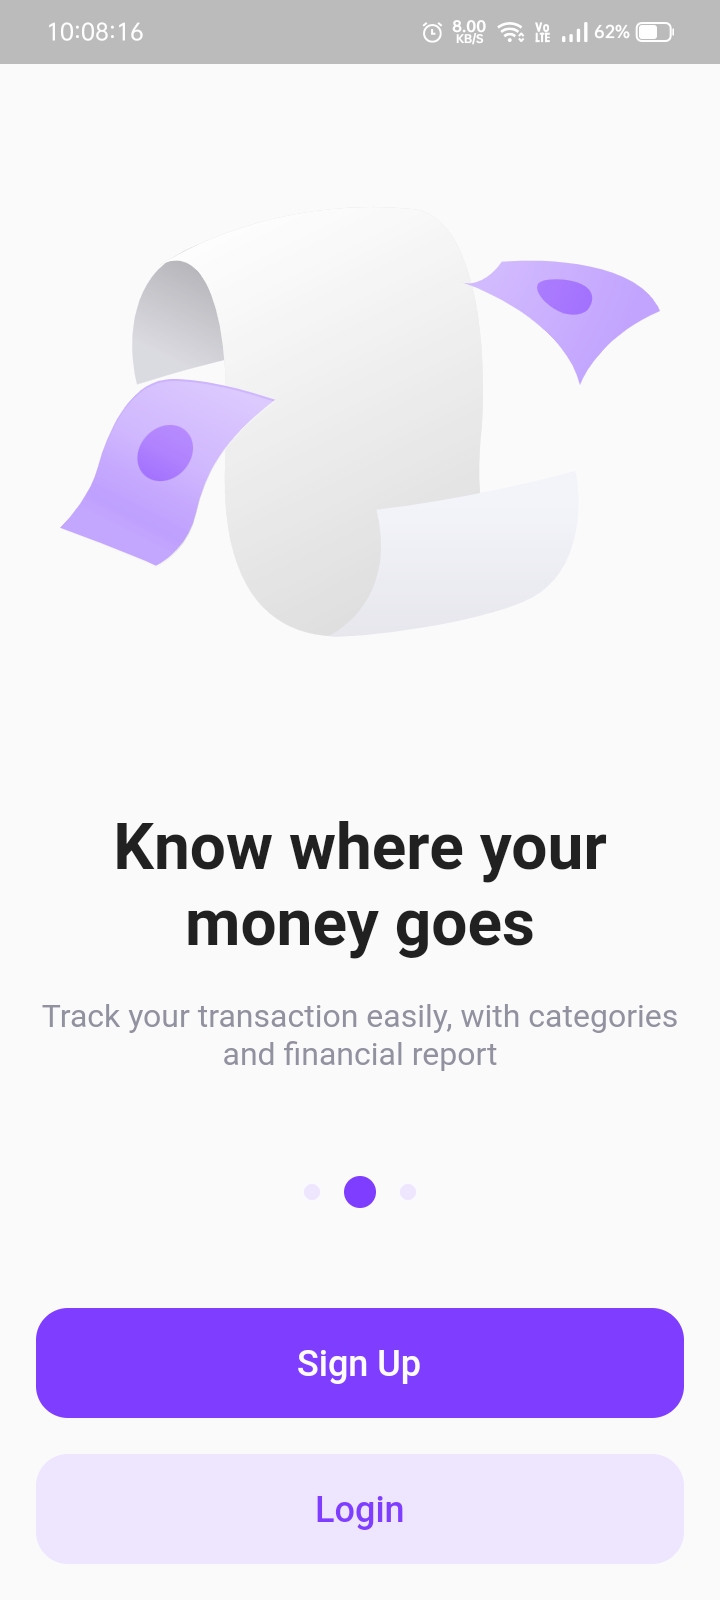 10:08:16 8.00 KB/S Vo LTE 62%
Know where your
money goes
Track your transaction easily, with categories
and financial report
Sign Up
Login